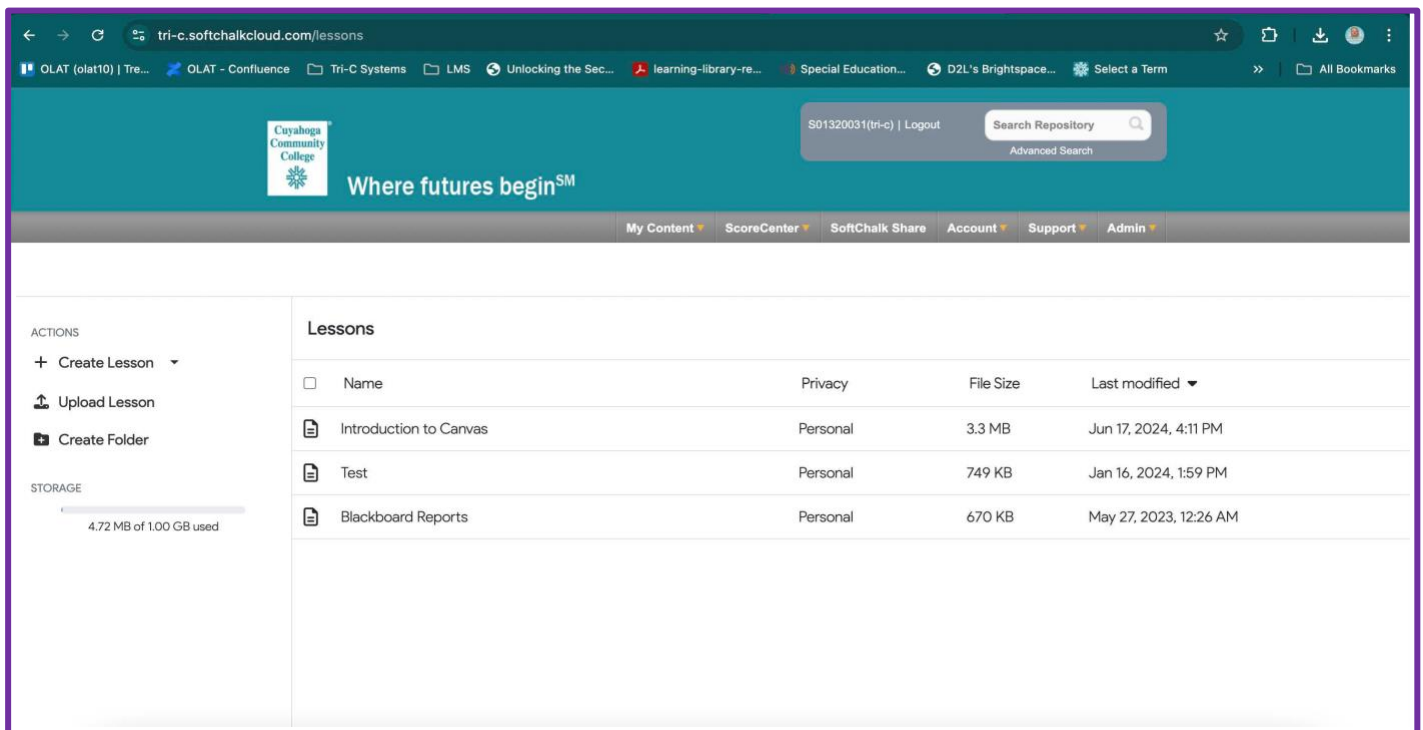 tri-c.softchalkcloud.com/lessons
OLAT (olat10) | Tre... OLAT - Confluence Tri-C Systems LMS Unlocking the Sec... learning-library-re... Special Education... D2L's Brightspace... Select a Term » All Bookmarks
Cuyahoga
Community
College
Where futures begin℠
S01320031(tri-c) | Logout Search Repository
Advanced Search
My Content ScoreCenter SoftChalk Share Account Support Admin
ACTIONS
+ Create Lesson
Upload Lesson
Create Folder
STORAGE
4.72 MB of 1.00 GB used
Lessons
Name Privacy File Size Last modified
Introduction to Canvas Personal 3.3 MB Jun 17, 2024, 4:11 PM
Test Personal 749 KB Jan 16, 2024, 1:59 PM
Blackboard Reports Personal 670 KB May 27, 2023, 12:26 AM